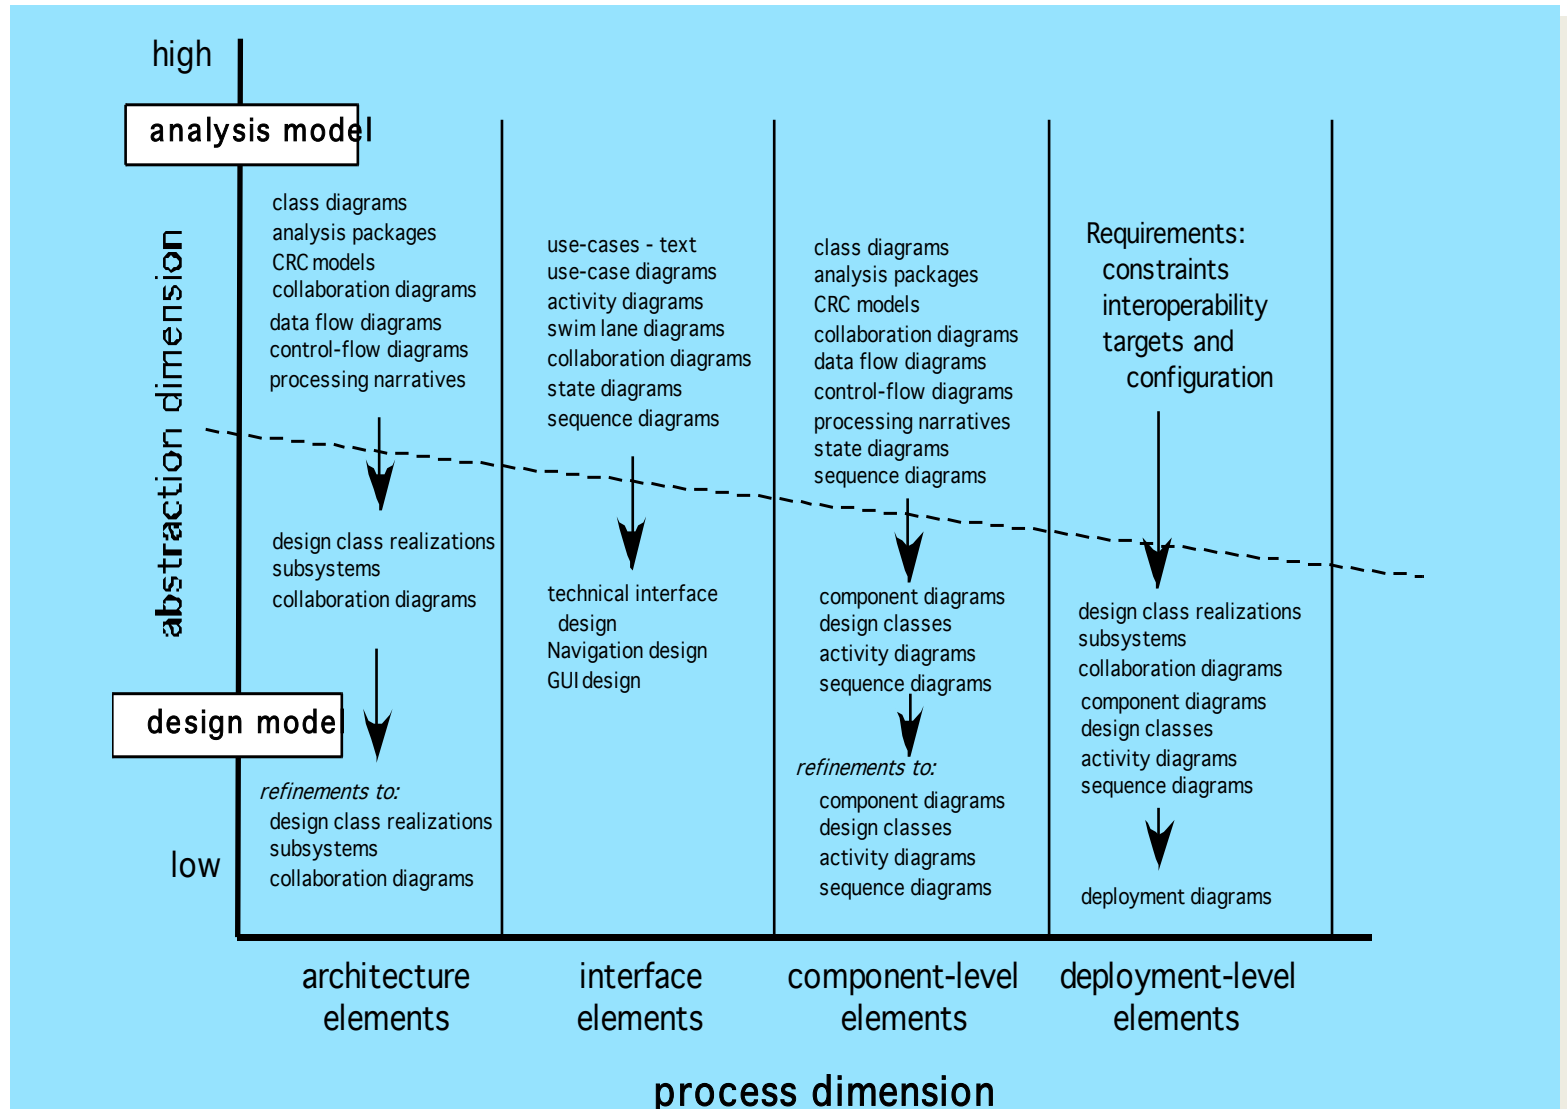 high
analysis model
abstraction dimension
design model
low
class diagrams
analysis packages
CRC models
collaboration diagrams
data flow diagrams
control-flow diagrams
processing narratives
design class realizations
subsystems
collaboration diagrams
refinements to:
design class realizations
subsystems
collaboration diagrams
use-cases - text
use-case diagrams
activity diagrams
swim lane diagrams
collaboration diagrams
state diagrams
sequence diagrams
technical interface
design
Navigation design
GUI design
class diagrams
analysis packages
CRC models
collaboration diagrams
data flow diagrams
control-flow diagrams
processing narratives
state diagrams
sequence diagrams
component diagrams
design classes
activity diagrams
sequence diagrams
refinements to:
component diagrams
design classes
activity diagrams
sequence diagrams
Requirements:
constraints
interoperability
targets and
configuration
design class realizations
subsystems
collaboration diagrams
component diagrams
design classes
activity diagrams
sequence diagrams
deployment diagrams
architecture
elements
interface
elements
component-level
elements
deployment-level
elements
process dimension